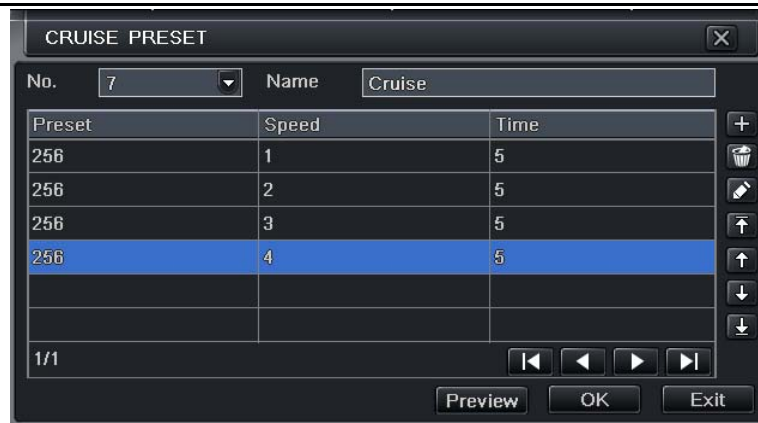 CRUISE PRESET
No. 7 Name Cruise
Preset Speed Time
256 1 5
256 2 5
256 3 5
256 4 5
1/1
Preview OK Exit